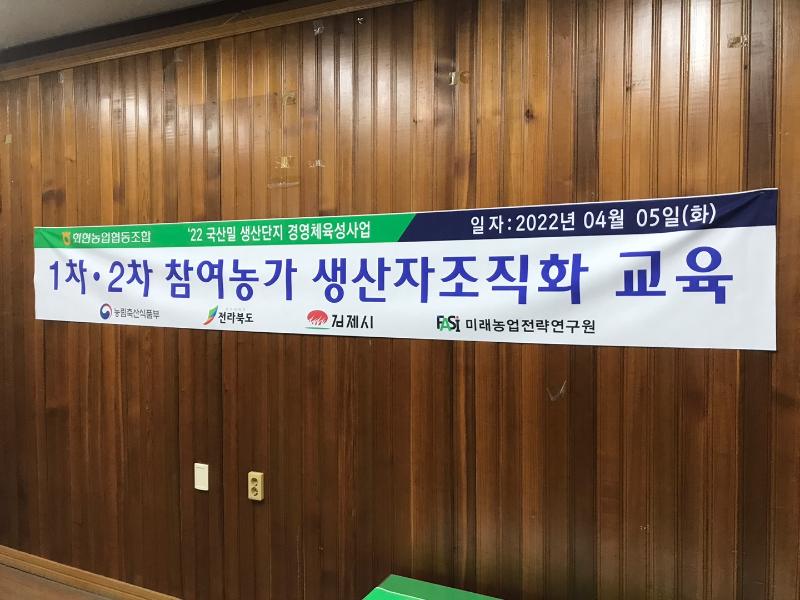 회현농업협동조합 '22 국산밀 생산단지 경영체육성사업 일자:2022년 04월 05일(화)
1차·2차 참여농가 생산자조직화 교육
농림축산식품부 전라북도 김제시 FASI 미래농업전략연구원